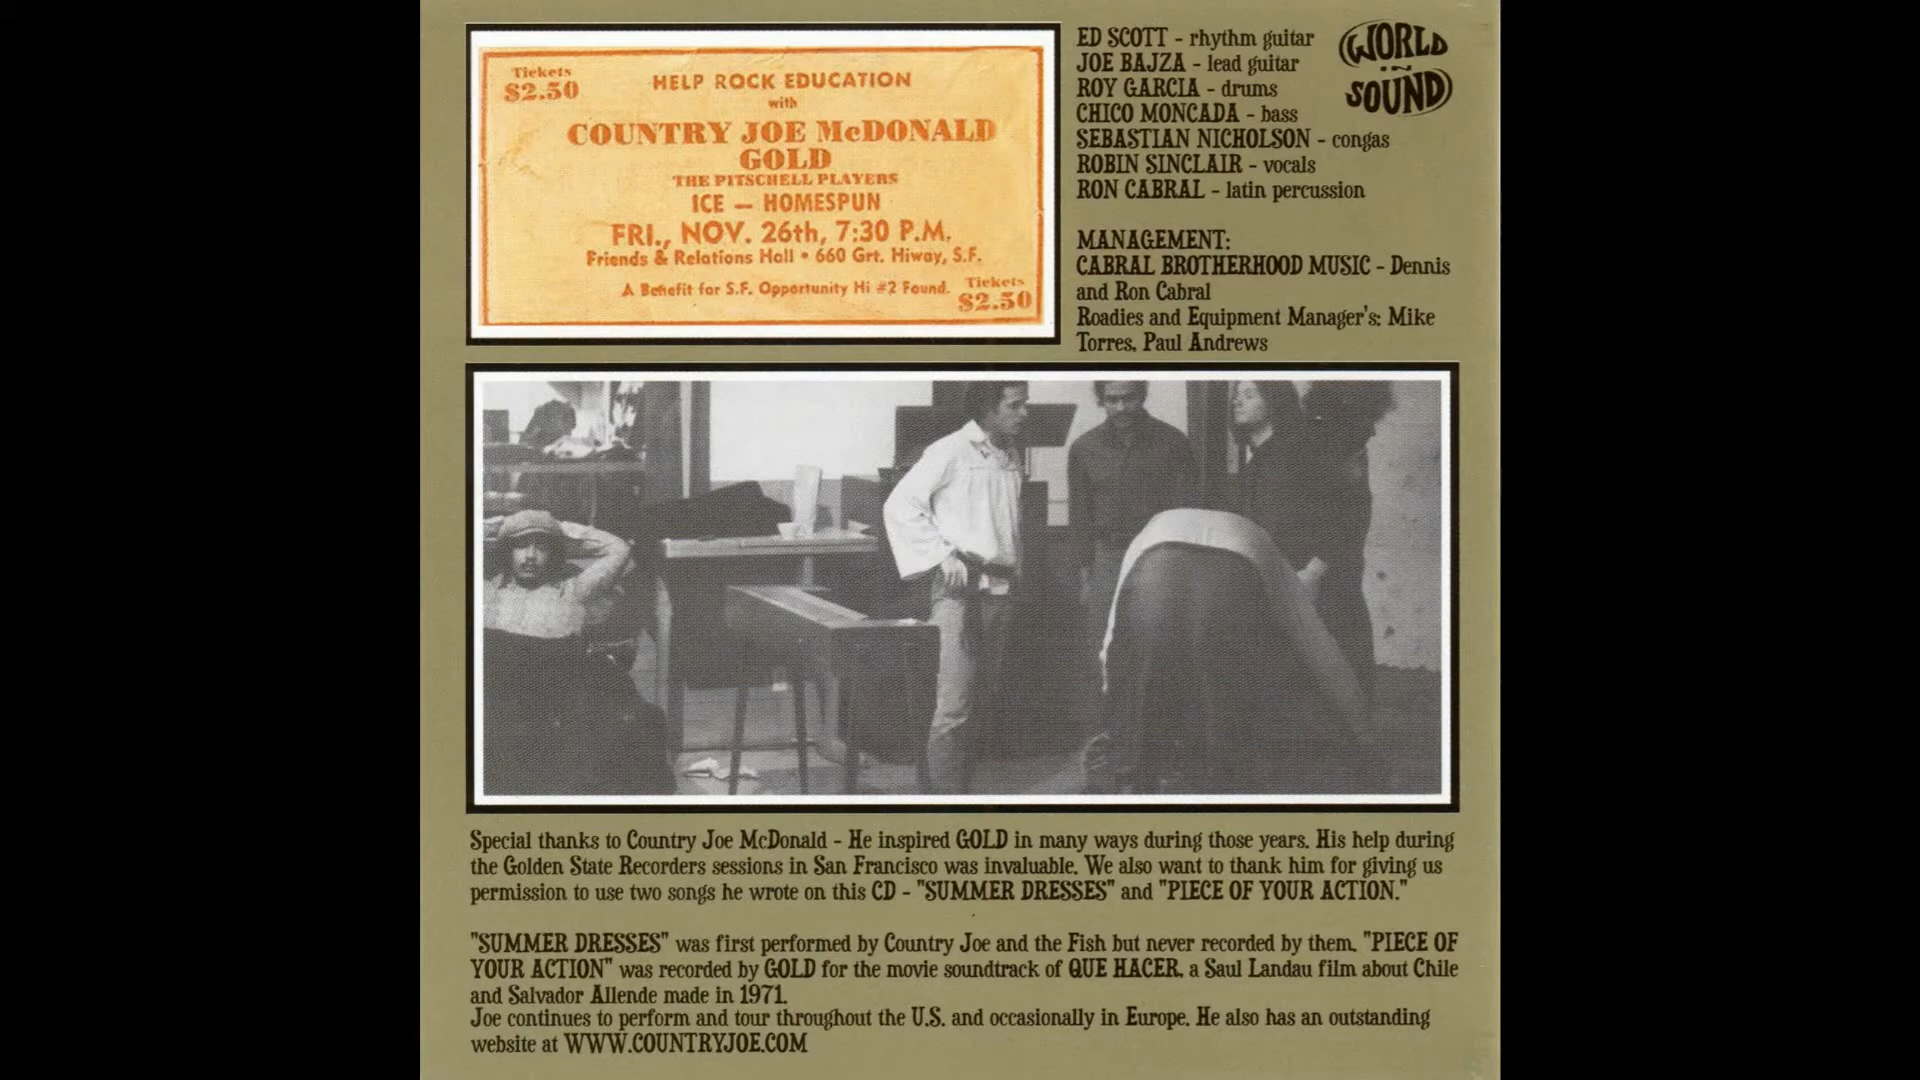 Tickets
$2.50
HELP ROCK EDUCATION
with
COUNTRY JOE McDONALD
GOLD
THE PITSCHELL PLAYERS
ICE — HOMESPUN
FRI., NOV. 26th, 7:30 P.M.
Friends & Relations Hall • 660 Grt. Hiway, S.F.
A Benefit for S.F. Opportunity Hi #2 Found.
Tickets
$2.50
ED SCOTT - rhythm guitar
JOE BAJZA - lead guitar
ROY GARCIA - drums
CHICO MONCADA - bass
SEBASTIAN NICHOLSON - congas
ROBIN SINCLAIR - vocals
RON CABRAL - latin percussion
WORLD
IN
SOUND
MANAGEMENT:
CABRAL BROTHERHOOD MUSIC - Dennis
and Ron Cabral
Roadies and Equipment Manager's: Mike
Torres, Paul Andrews
Special thanks to Country Joe McDonald - He inspired GOLD in many ways during those years. His help during
the Golden State Recorders sessions in San Francisco was invaluable. We also want to thank him for giving us
permission to use two songs he wrote on this CD - "SUMMER DRESSES" and "PIECE OF YOUR ACTION."
"SUMMER DRESSES" was first performed by Country Joe and the Fish but never recorded by them. "PIECE OF
YOUR ACTION" was recorded by GOLD for the movie soundtrack of QUE HACER, a Saul Landau film about Chile
and Salvador Allende made in 1971.
Joe continues to perform and tour throughout the U.S. and occasionally in Europe. He also has an outstanding
website at WWW.COUNTRYJOE.COM